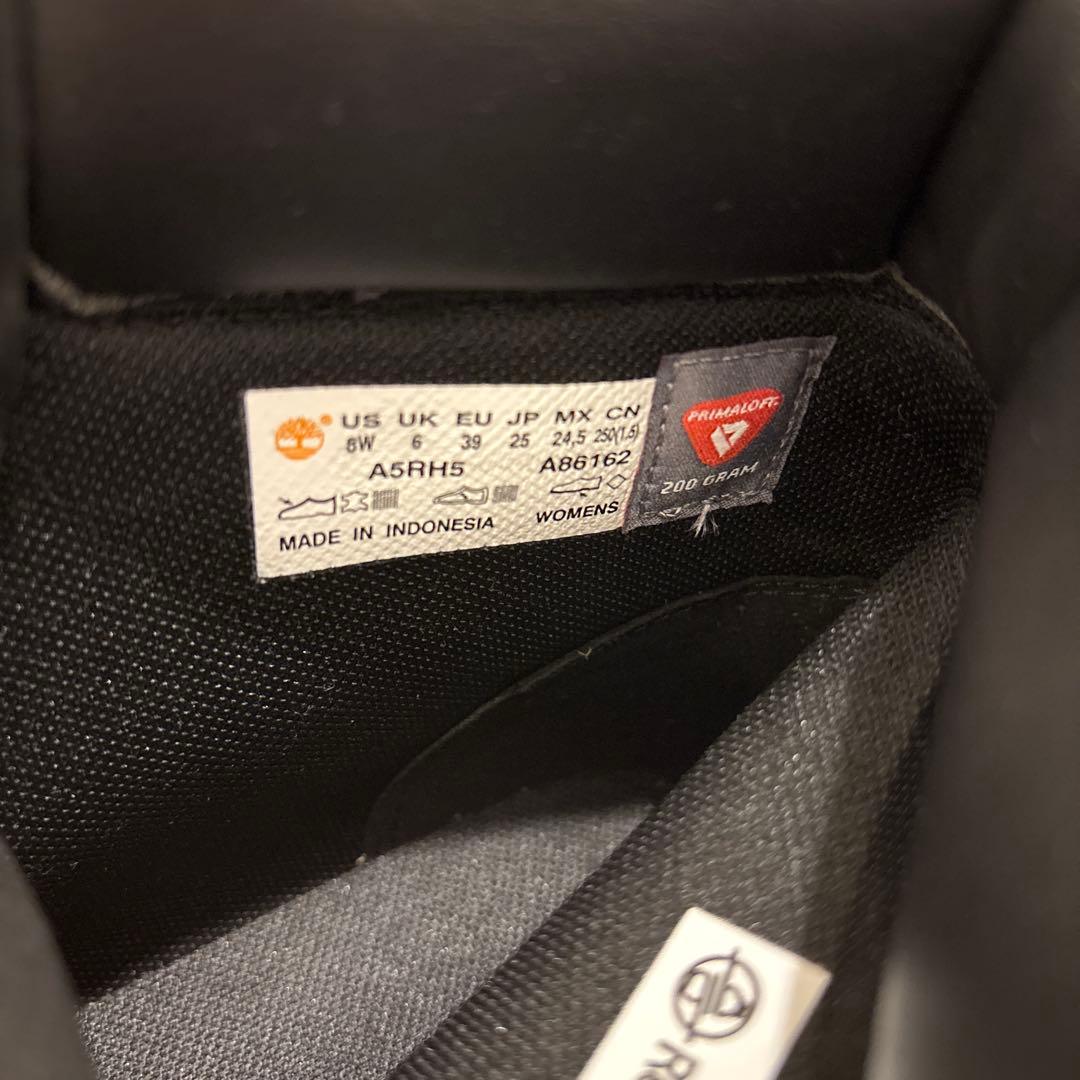 US UK EU JP MX CN
8W 6 39 25 24,5 250(1.5)
A5RH5 A86162
MADE IN INDONESIA WOMENS
PRIMALOFT
200 GRAM